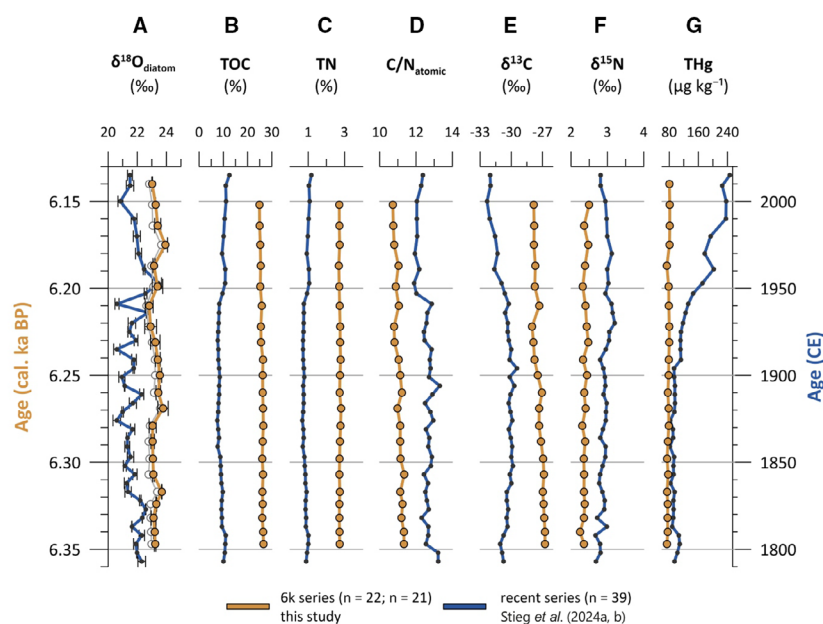 A B C D E F G
δ¹⁸Odiatom TOC TN C/Natomic δ¹³C δ¹⁵N THg
(‰) (%) (%) (‰) (‰) (µg kg⁻¹)
20 22 24 0 10 20 30 1 3 10 12 14 -33 -30 -27 2 3 4 80 160 240
6.15 2000
6.20 1950
6.25 1900
6.30 1850
6.35 1800
Age (cal. ka BP)
Age (CE)
6k series (n = 22; n = 21) recent series (n = 39)
this study Stieg et al. (2024a, b)